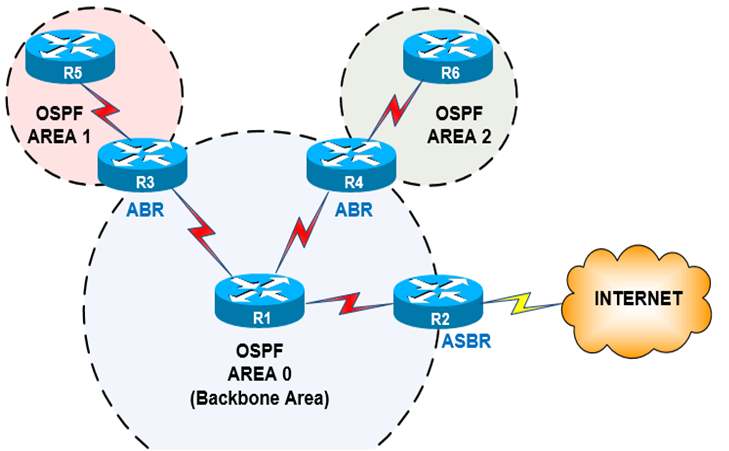 R5
OSPF
AREA 1
R6
OSPF
AREA 2
R3
ABR
R4
ABR
R1
R2
ASBR
INTERNET
OSPF
AREA 0
(Backbone Area)